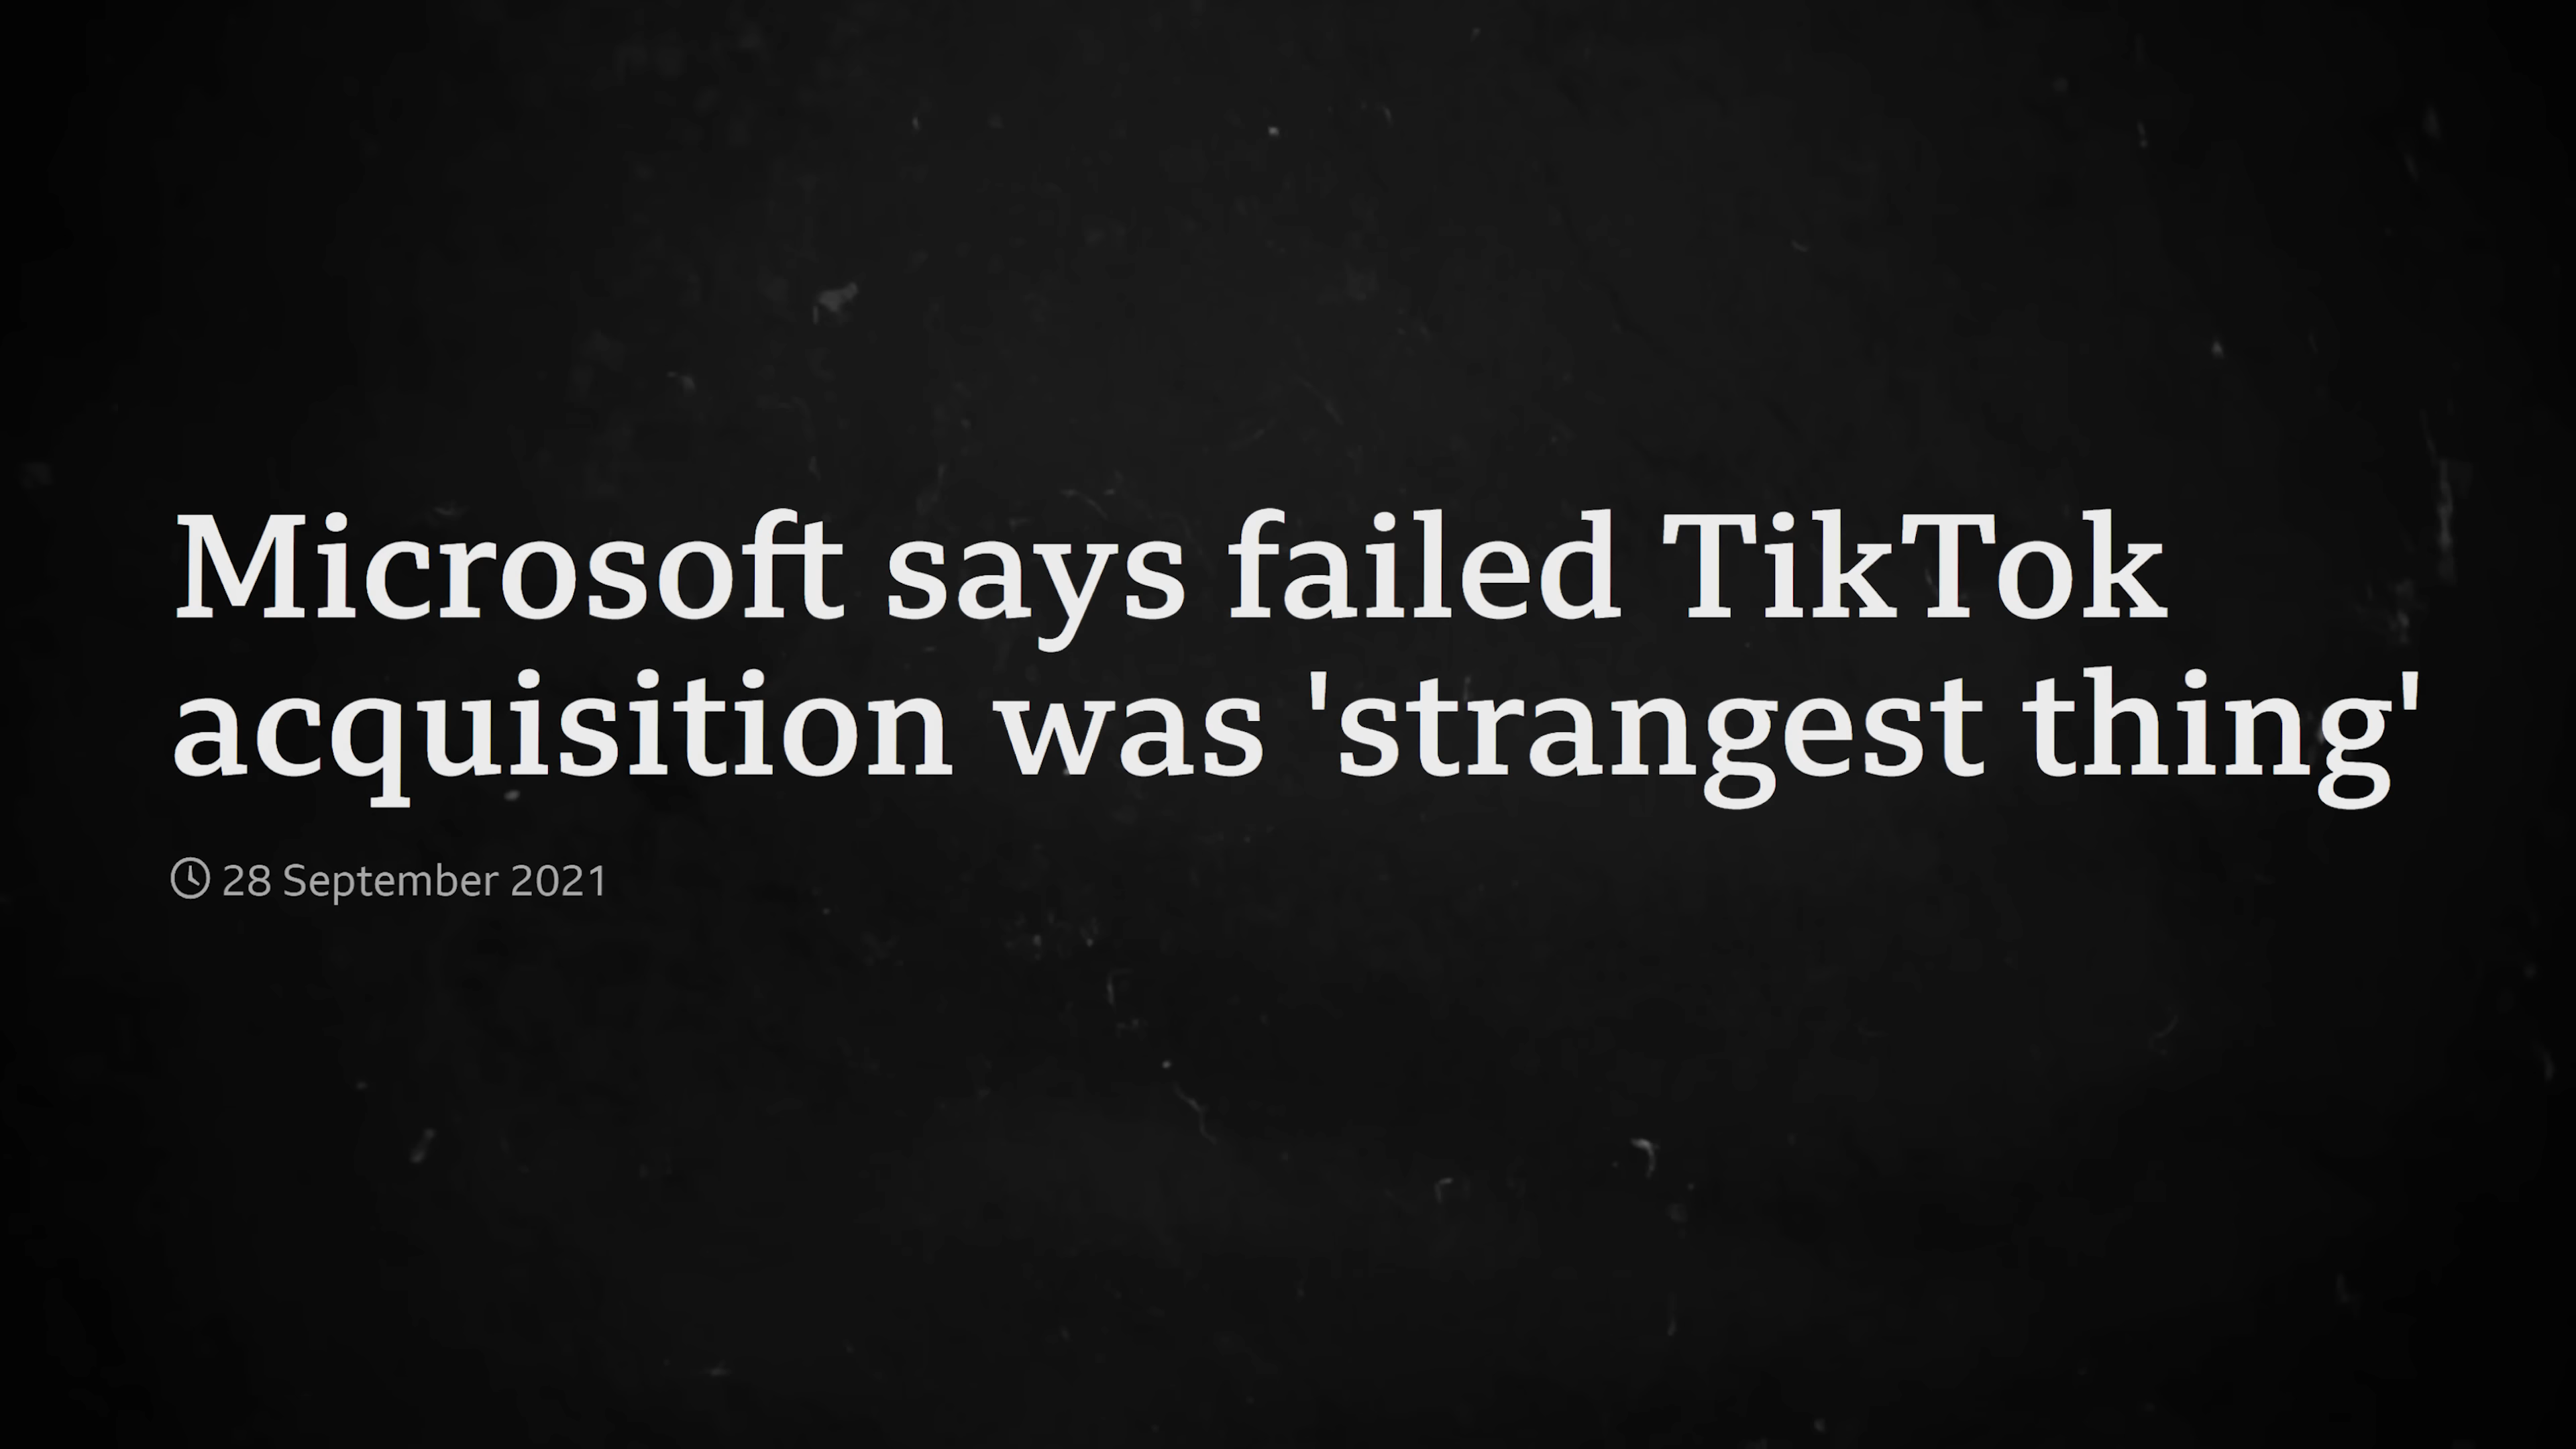 Microsoft says failed TikTok
acquisition was 'strangest thing'
28 September 2021